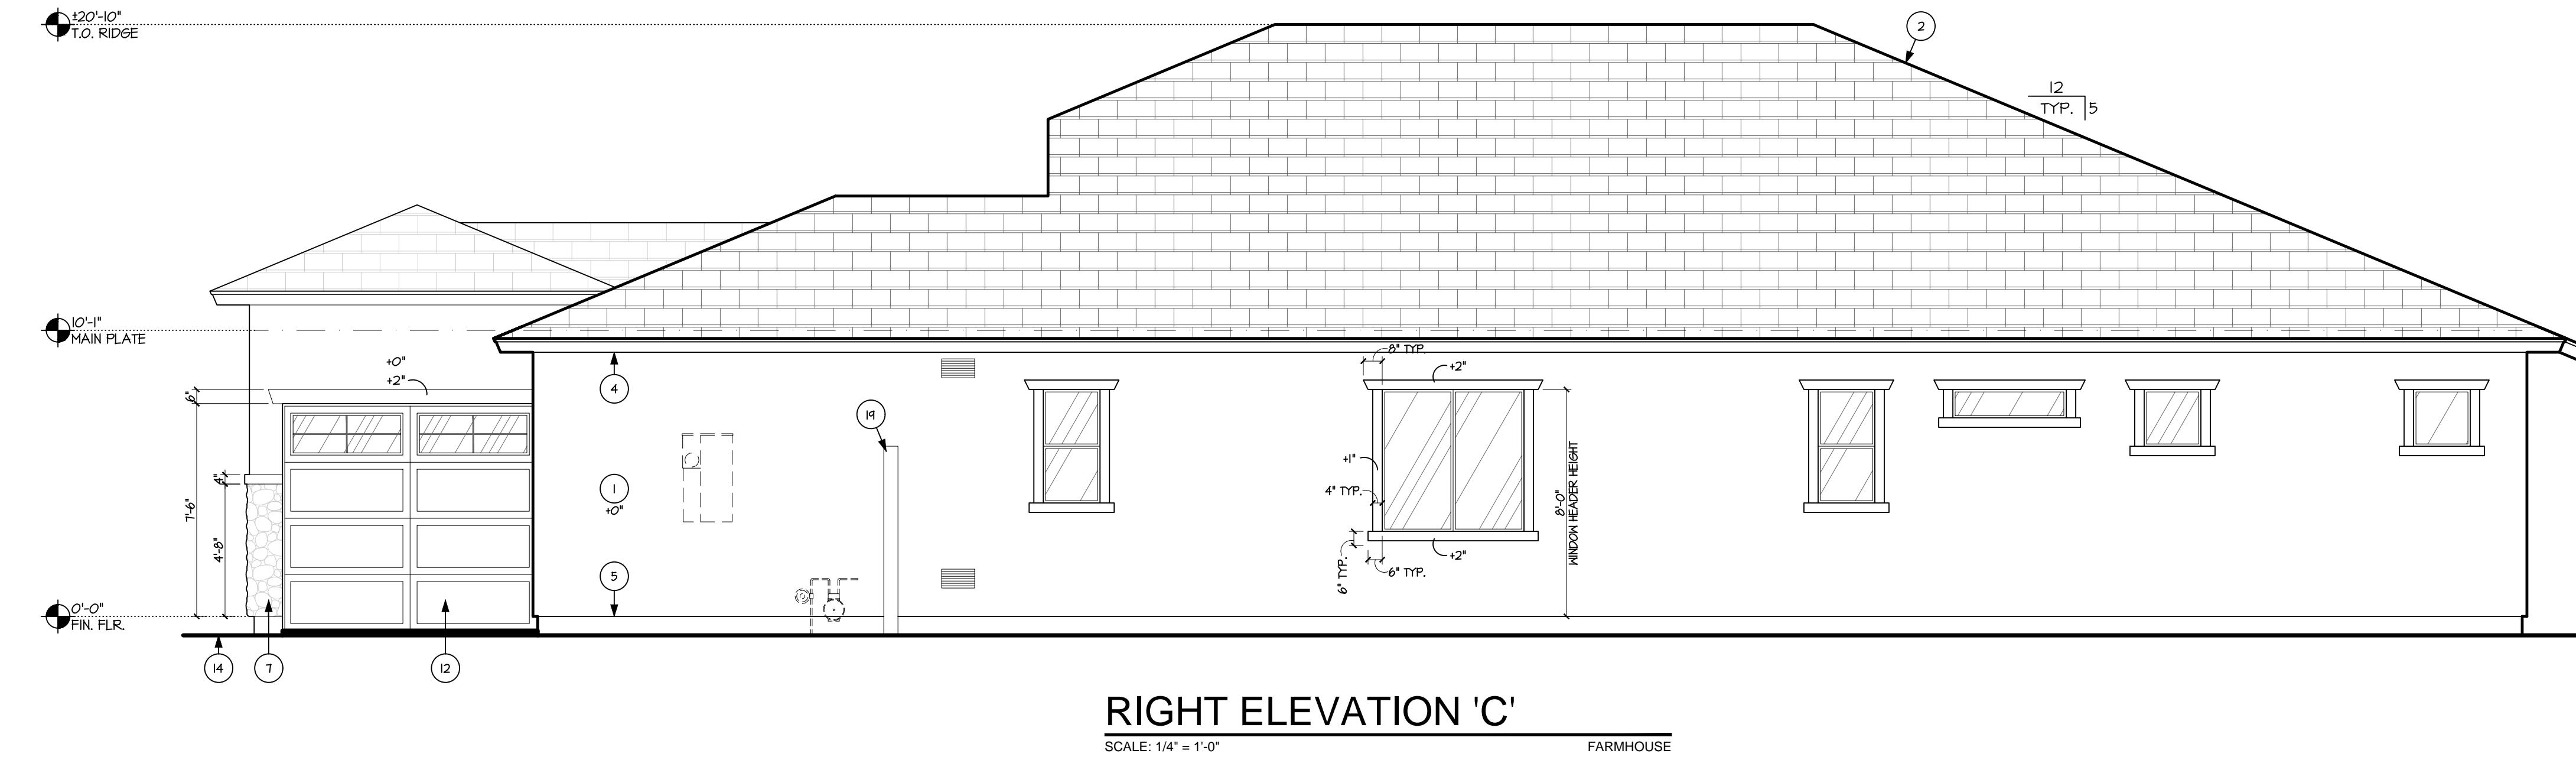 ±20'-10"
T.O. RIDGE
2
12
TYP. 5
10'-1"
MAIN PLATE
8" TYP.
+0"
+2"
4
+2"
6"
19
+1"
4" TYP.
8'-0"
WINDOW HEADER HEIGHT
4"
7'-6"
4'-8"
1
+0"
+2"
6" TYP.
6" TYP.
5
0'-0"
FIN. FLR.
14
7
12
RIGHT ELEVATION 'C'
SCALE: 1/4" = 1'-0"
FARMHOUSE